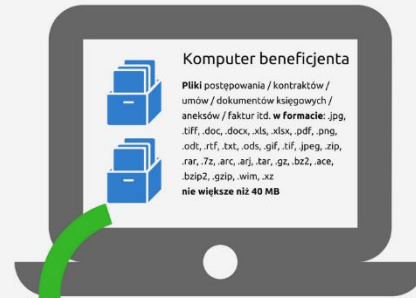 Komputer beneficjenta
Pliki postępowania / kontraktów /
umów / dokumentów księgowych /
aneksów / faktur itd. w formacie: .jpg,
.tiff, .doc, .docx, .xls, .xlsx, .pdf, .png,
.odt, .rtf, .txt, .ods, .gif, .tif, .jpeg, .zip,
.rar, .7z, .arc, .arj, .tar, .gz, .bz2, .ace,
.bzip2, .gzip, .wim, .xz
nie większe niż 40 MB